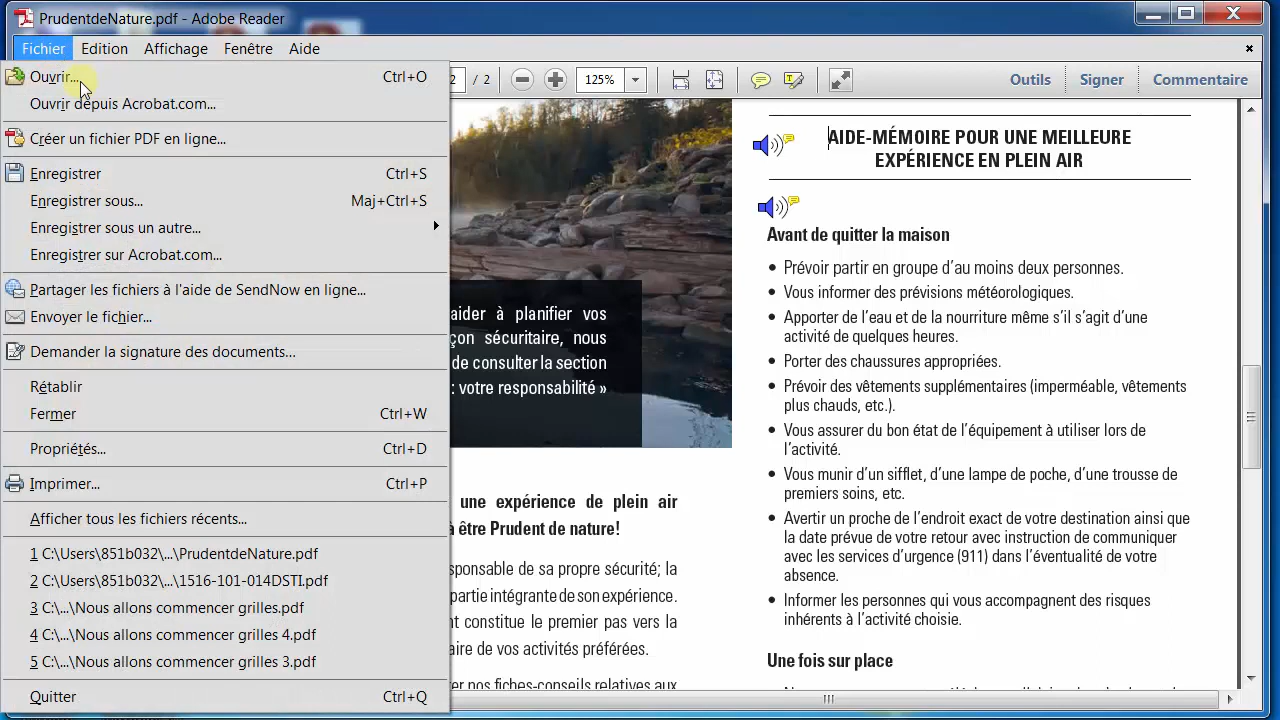 PrudentdeNature.pdf - Adobe Reader
Fichier Edition Affichage Fenêtre Aide
Ouvrir... Ctrl+O
Ouvrir depuis Acrobat.com...
Créer un fichier PDF en ligne...
Enregistrer Ctrl+S
Enregistrer sous... Maj+Ctrl+S
Enregistrer sous un autre...
Enregistrer sur Acrobat.com...
Partager les fichiers à l'aide de SendNow en ligne...
Envoyer le fichier...
Demander la signature des documents...
Rétablir
Fermer Ctrl+W
Propriétés... Ctrl+D
Imprimer... Ctrl+P
Afficher tous les fichiers récents...
1 C:\Users\851b032\...\PrudentdeNature.pdf
2 C:\Users\851b032\...\1516-101-014DSTI.pdf
3 C:\...\Nous allons commencer grilles.pdf
4 C:\...\Nous allons commencer grilles 4.pdf
5 C:\...\Nous allons commencer grilles 3.pdf
Quitter Ctrl+Q
2 / 2 125% Outils Signer Commentaire
aider à planifier vos
çon sécuritaire, nous
de consulter la section
: votre responsabilité »
une expérience de plein air
à être Prudent de nature!
sponsable de sa propre sécurité; la
partie intégrante de son expérience.
nt constitue le premier pas vers la
aire de vos activités préférées.
er nos fiches-conseils relatives aux
AIDE-MÉMOIRE POUR UNE MEILLEURE
EXPÉRIENCE EN PLEIN AIR
Avant de quitter la maison
• Prévoir partir en groupe d'au moins deux personnes.
• Vous informer des prévisions météorologiques.
• Apporter de l'eau et de la nourriture même s'il s'agit d'une
activité de quelques heures.
• Porter des chaussures appropriées.
• Prévoir des vêtements supplémentaires (imperméable, vêtements
plus chauds, etc.).
• Vous assurer du bon état de l'équipement à utiliser lors de
l'activité.
• Vous munir d'un sifflet, d'une lampe de poche, d'une trousse de
premiers soins, etc.
• Avertir un proche de l'endroit exact de votre destination ainsi que
la date prévue de votre retour avec instruction de communiquer
avec les services d'urgence (911) dans l'éventualité de votre
absence.
• Informer les personnes qui vous accompagnent des risques
inhérents à l'activité choisie.
Une fois sur place